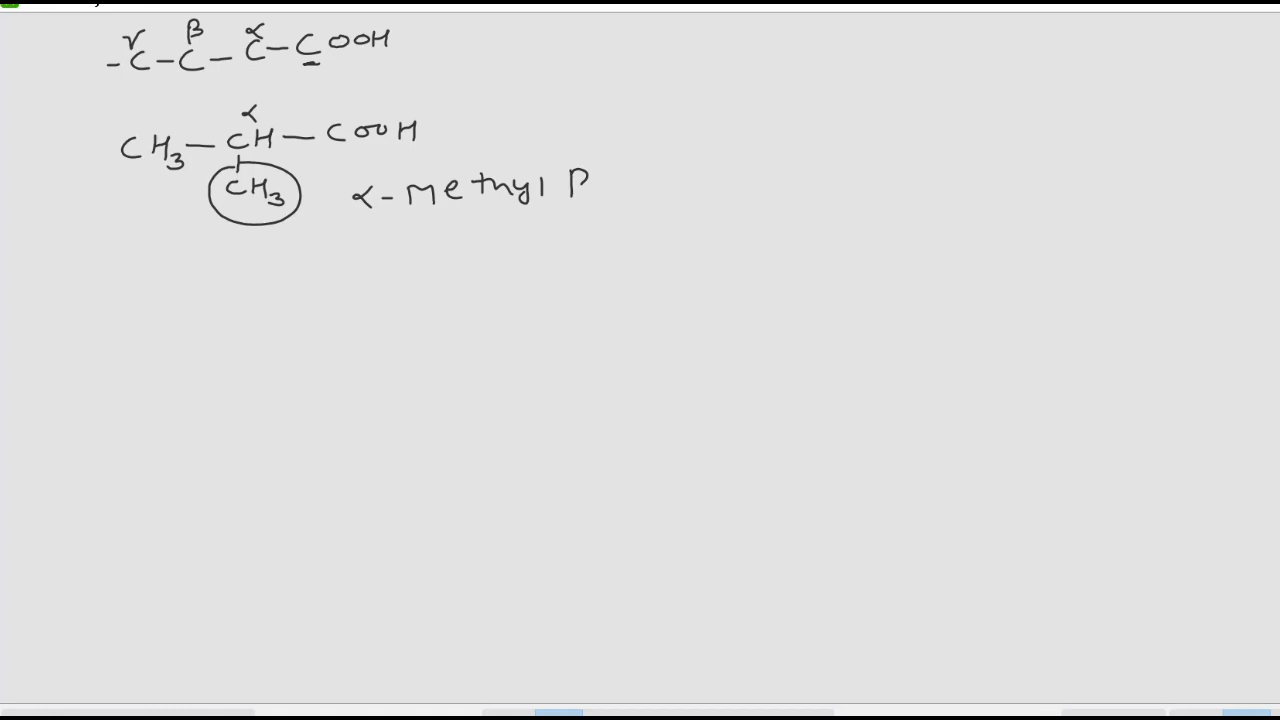 γ β α
- C - C - C - COOH
α
CH₃ - CH - COOH
CH₃
α - Methyl P